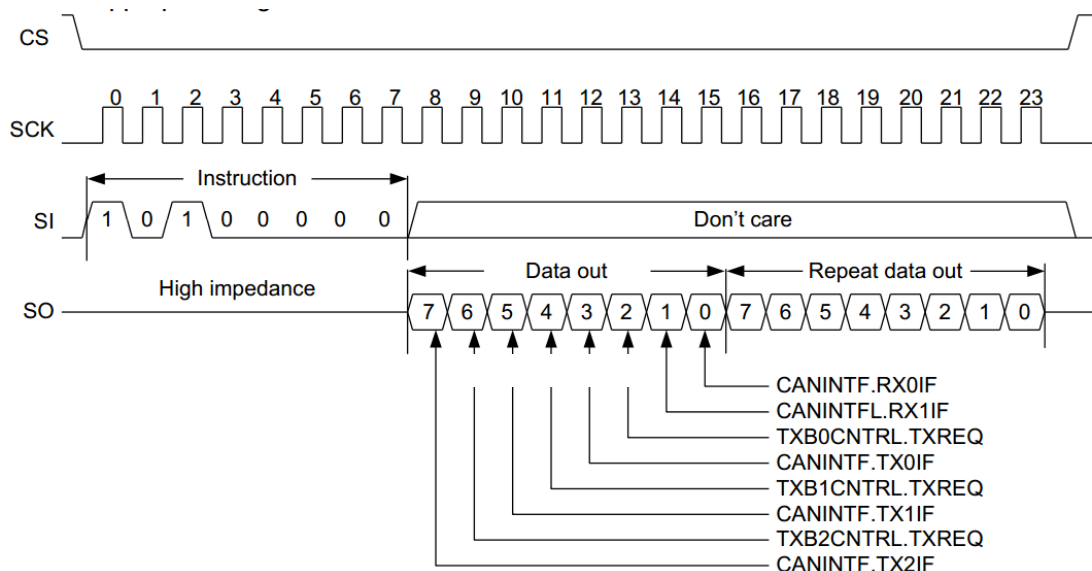 CS
0 1 2 3 4 5 6 7 8 9 10 11 12 13 14 15 16 17 18 19 20 21 22 23
SCK
Instruction
SI 1 0 1 0 0 0 0 0 Don't care
Data out Repeat data out
High impedance
SO 7 6 5 4 3 2 1 0 7 6 5 4 3 2 1 0
CANINTF.RX0IF
CANINTFL.RX1IF
TXB0CNTRL.TXREQ
CANINTF.TX0IF
TXB1CNTRL.TXREQ
CANINTF.TX1IF
TXB2CNTRL.TXREQ
CANINTF.TX2IF